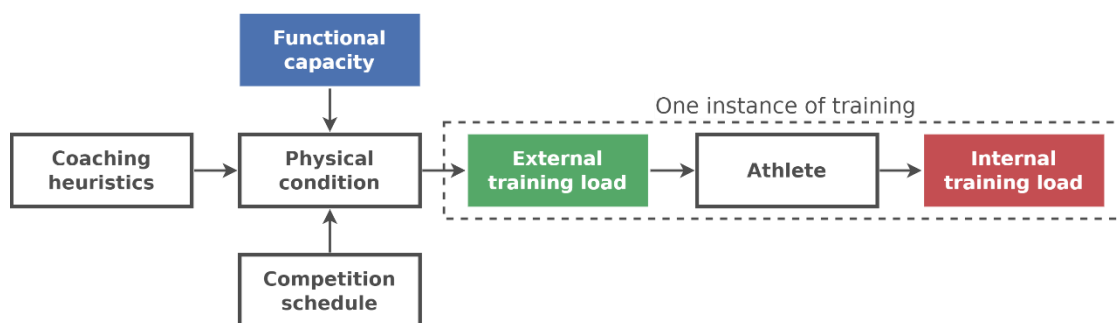 Functional
capacity
One instance of training
Coaching
heuristics
Physical
condition
External
training load
Athlete
Internal
training load
Competition
schedule